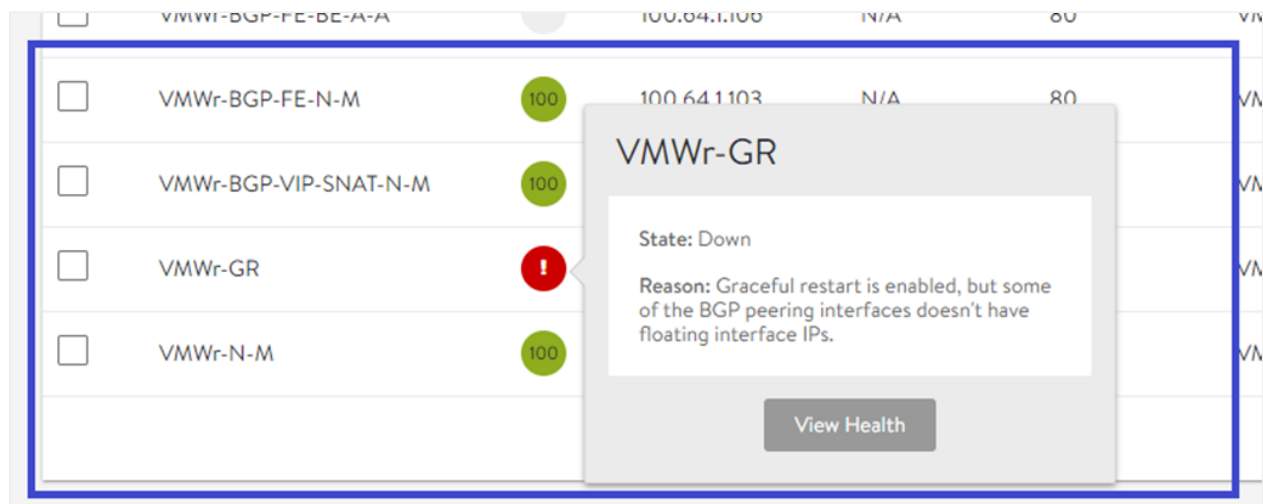 VMWr-BGP-FE-BE-A-A 100.64.1.106 N/A 80
VMWr-BGP-FE-N-M 100 100.64.1.103 N/A 80
VMWr-GR
VMWr-BGP-VIP-SNAT-N-M 100
State: Down
VMWr-GR !
Reason: Graceful restart is enabled, but some
of the BGP peering interfaces doesn't have
floating interface IPs.
VMWr-N-M 100
View Health